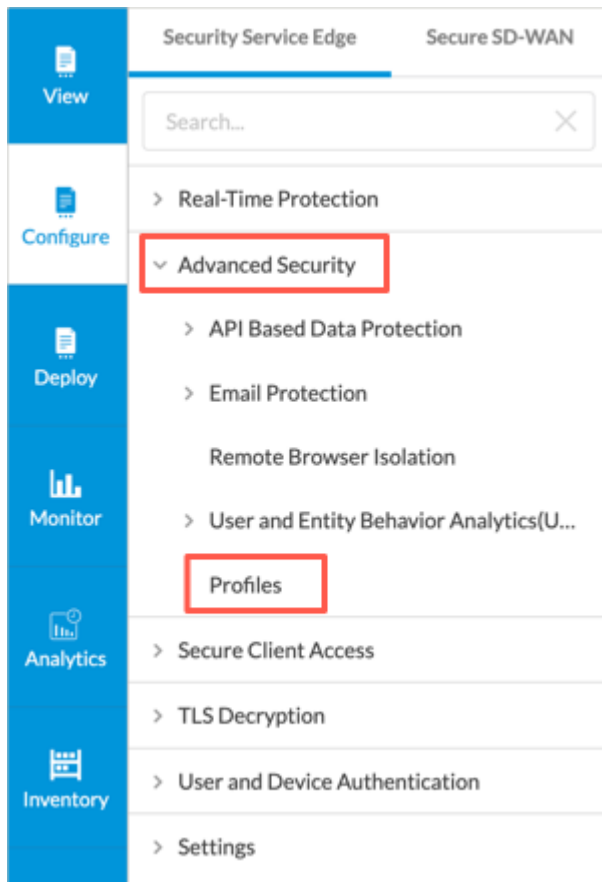 Security Service Edge
Secure SD-WAN
View
Search...
Real-Time Protection
Configure
Advanced Security
API Based Data Protection
Deploy
Email Protection
Remote Browser Isolation
Monitor
User and Entity Behavior Analytics(U...
Profiles
Analytics
Secure Client Access
TLS Decryption
User and Device Authentication
Inventory
Settings